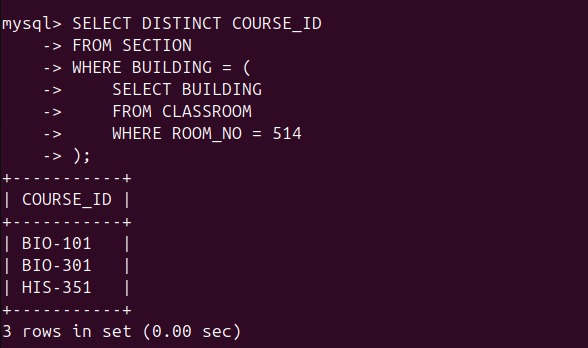 mysql> SELECT DISTINCT COURSE_ID
    -> FROM SECTION
    -> WHERE BUILDING = (
    ->     SELECT BUILDING
    ->     FROM CLASSROOM
    ->     WHERE ROOM_NO = 514
    -> );
+-----------+
| COURSE_ID |
+-----------+
| BIO-101   |
| BIO-301   |
| HIS-351   |
+-----------+
3 rows in set (0.00 sec)